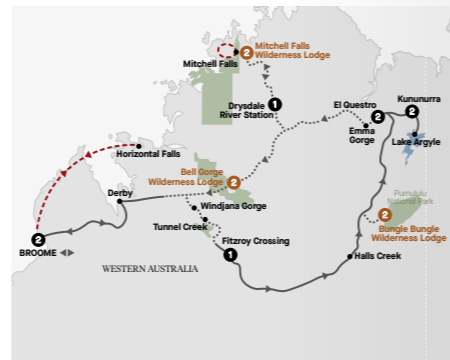 2
Mitchell Falls
Wilderness Lodge
Mitchell Falls
Drysdale
River Station
1
El Questro
2
Kununurra
2
Emma
Gorge
Lake Argyle
Horizontal Falls
Bell Gorge
Wilderness Lodge
2
Derby
Windjana Gorge
Purnululu
National Park
2
Bungle Bungle
Wilderness Lodge
Tunnel Creek
Fitzroy Crossing
1
2
BROOME
WESTERN AUSTRALIA
Halls Creek